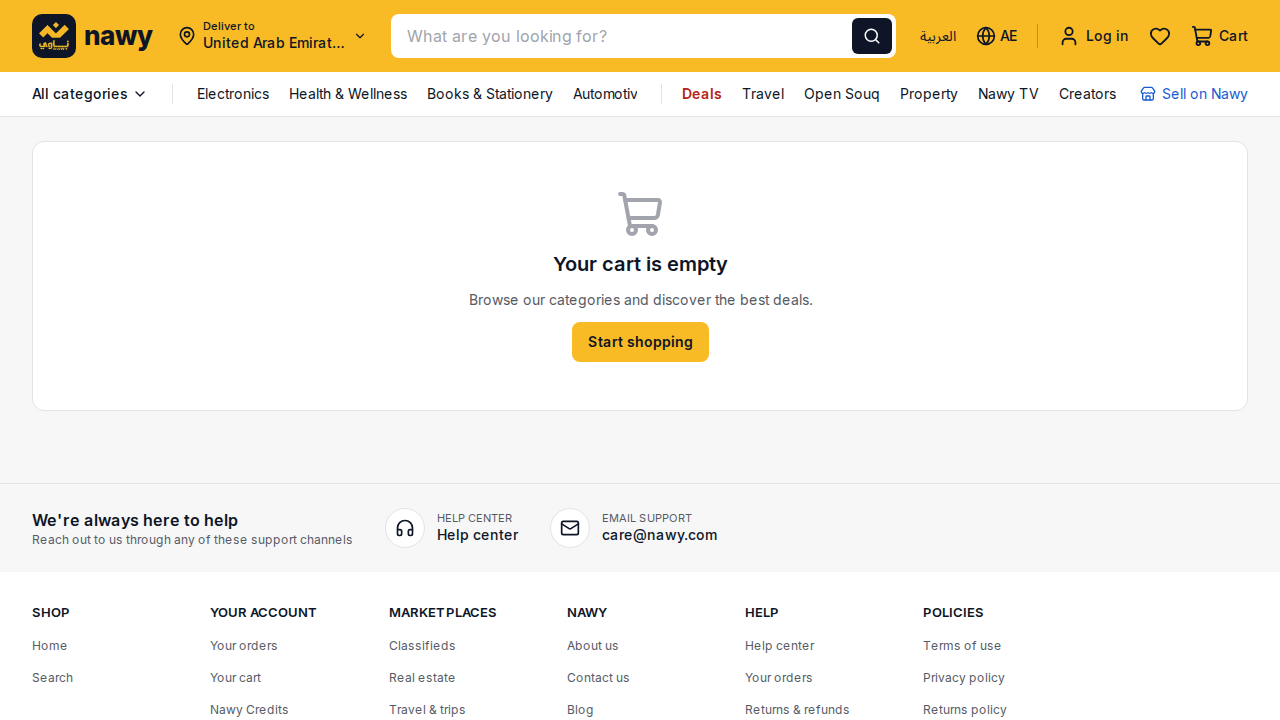 نــاوي
NAWY
nawy
Deliver to
United Arab Emirat...
What are you looking for?
العربية
AE
Log in
Cart
All categories
Electronics
Health & Wellness
Books & Stationery
Automotiv
Deals
Travel
Open Souq
Property
Nawy TV
Creators
Sell on Nawy
Your cart is empty
Browse our categories and discover the best deals.
Start shopping
We're always here to help
Reach out to us through any of these support channels
HELP CENTER
Help center
EMAIL SUPPORT
care@nawy.com
SHOP
YOUR ACCOUNT
MARKETPLACES
NAWY
HELP
POLICIES
Home
Your orders
Classifieds
About us
Help center
Terms of use
Search
Your cart
Real estate
Contact us
Your orders
Privacy policy
Nawy Credits
Travel & trips
Blog
Returns & refunds
Returns policy